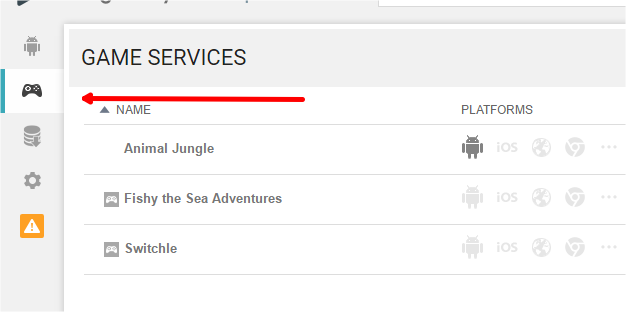 GAME SERVICES
NAME PLATFORMS
Animal Jungle iOS
Fishy the Sea Adventures iOS
Switchle iOS